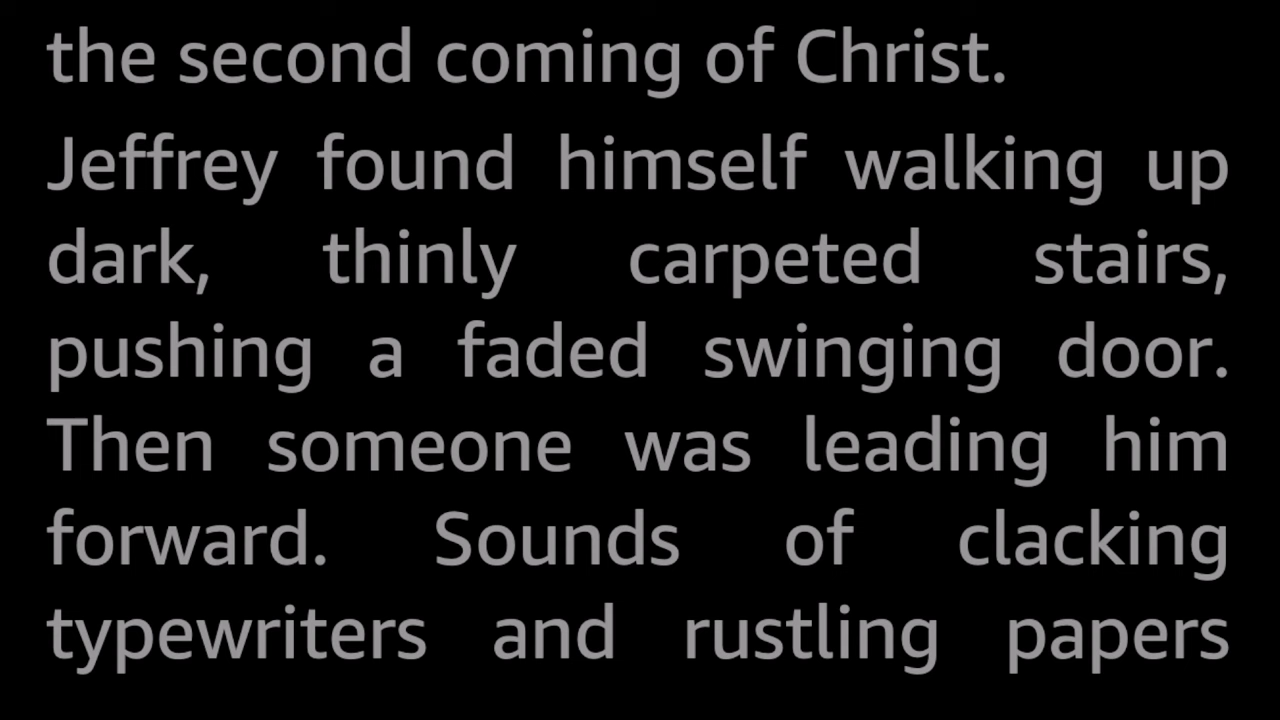 the second coming of Christ.
Jeffrey found himself walking up
dark, thinly carpeted stairs,
pushing a faded swinging door.
Then someone was leading him
forward. Sounds of clacking
typewriters and rustling papers